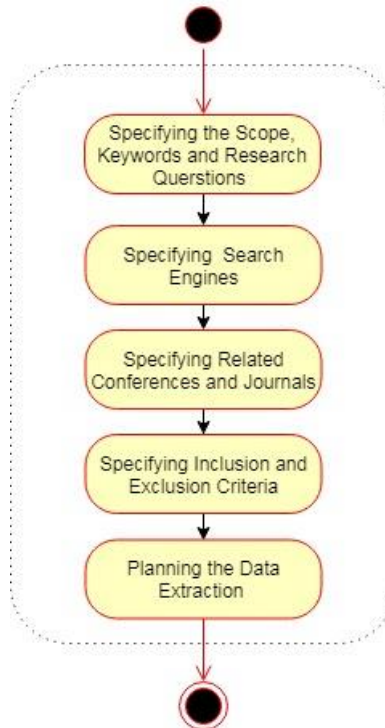 Specifying the Scope,
Keywords and Research
Querstions
Specifying Search
Engines
Specifying Related
Conferences and Journals
Specifying Inclusion and
Exclusion Criteria
Planning the Data
Extraction